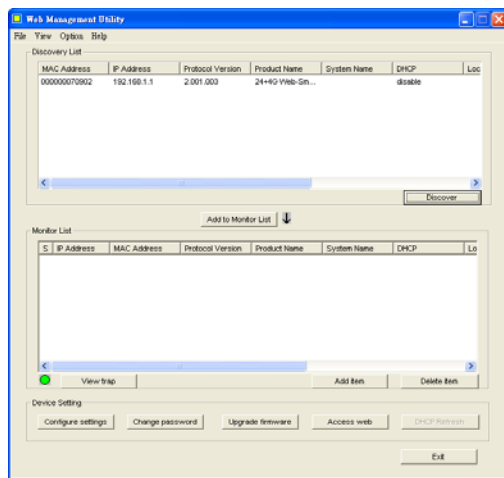 Web Management Utility
File View Option Help
Discovery List
MAC Address IP Address Protocol Version Product Name System Name DHCP Loc
000000070902 192.168.1.1 2.001.003 24+4G Web-Sm... disable
Discover
Add to Monitor List
Monitor List
S IP Address MAC Address Protocol Version Product Name System Name DHCP Lo
View trap Add item Delete item
Device Setting
Configure settings Change password Upgrade firmware Access web DHCP Refresh
Exit